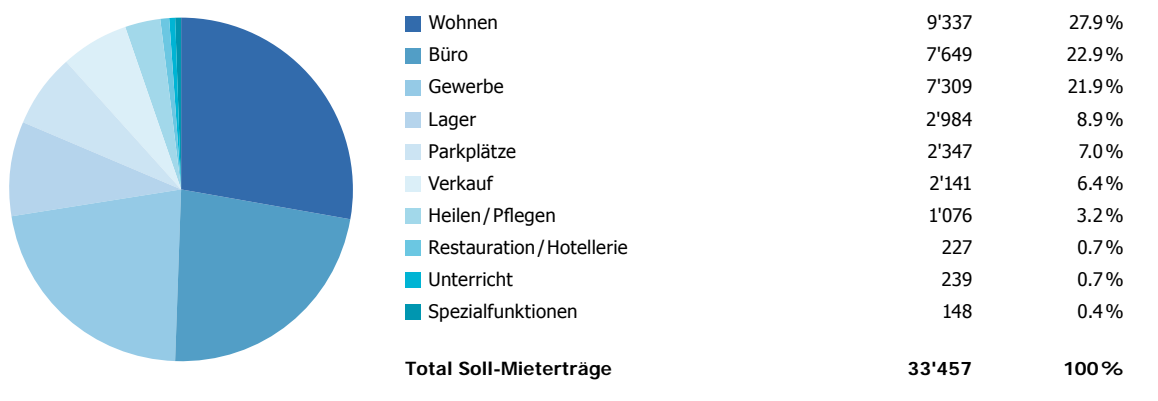 Wohnen 9'337 27.9%
Büro 7'649 22.9%
Gewerbe 7'309 21.9%
Lager 2'984 8.9%
Parkplätze 2'347 7.0%
Verkauf 2'141 6.4%
Heilen/Pflegen 1'076 3.2%
Restauration/Hotellerie 227 0.7%
Unterricht 239 0.7%
Spezialfunktionen 148 0.4%
Total Soll-Mieterträge 33'457 100%